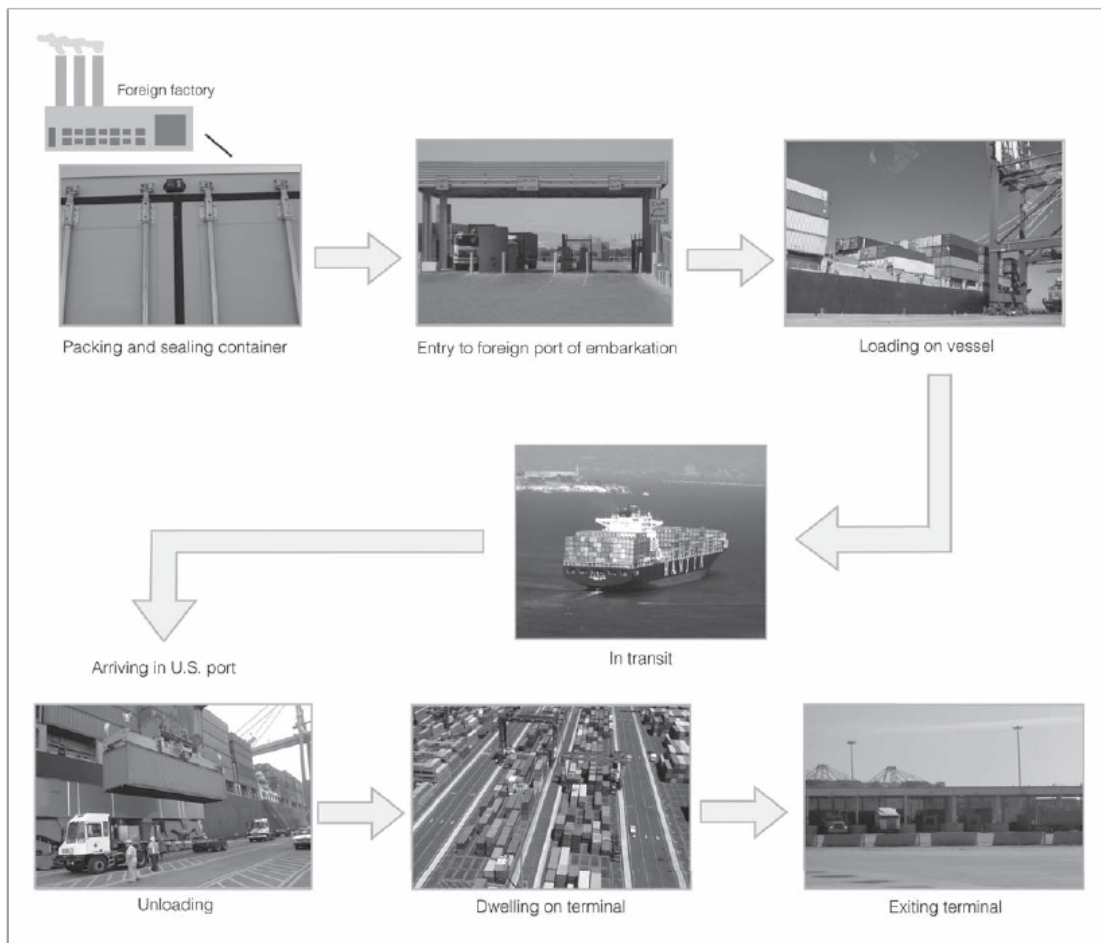 Foreign factory
Packing and sealing container
Entry to foreign port of embarkation
Loading on vessel
In transit
Arriving in U.S. port
Unloading
Dwelling on terminal
Exiting terminal